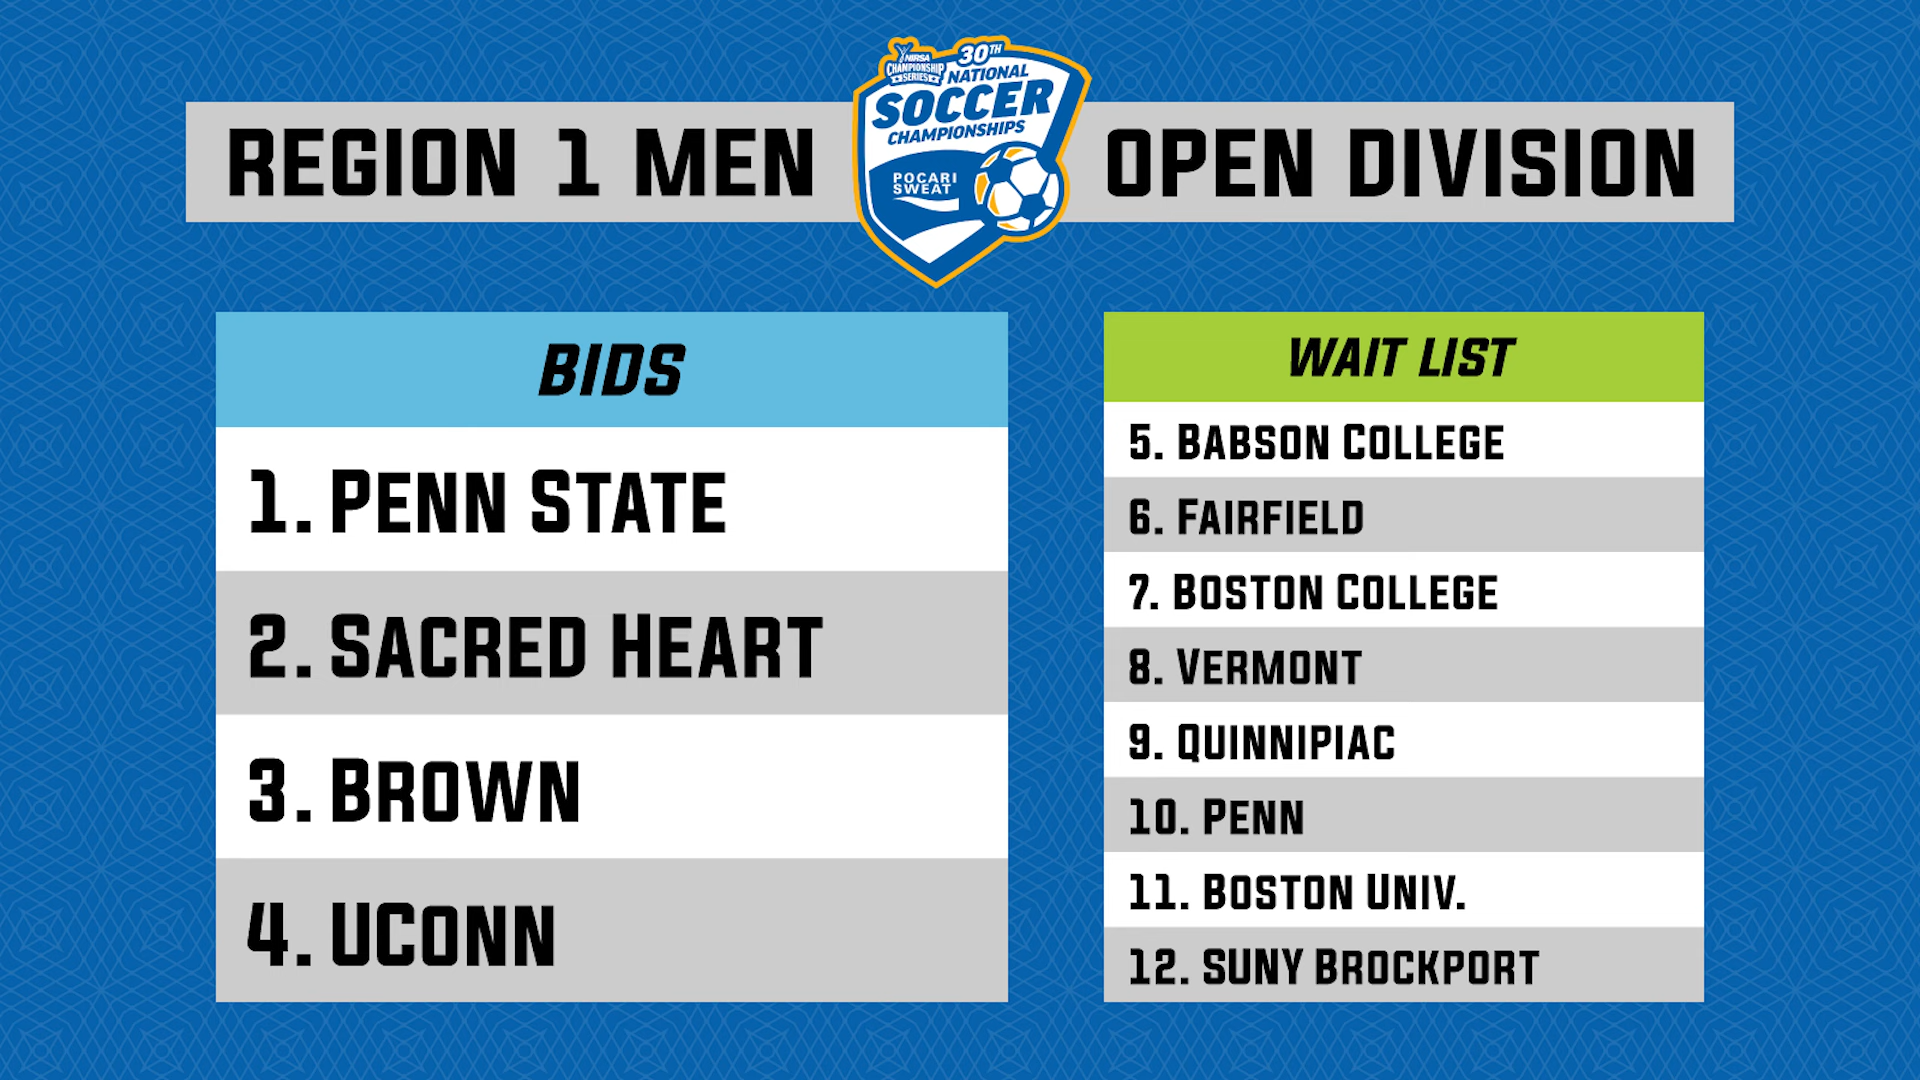 REGION 1 MEN
NIRSA
CHAMPIONSHIP
SERIES
30TH
NATIONAL
SOCCER
CHAMPIONSHIPS
POCARI
SWEAT
OPEN DIVISION
BIDS
1. PENN STATE
2. SACRED HEART
3. BROWN
4. UCONN
WAIT LIST
5. BABSON COLLEGE
6. FAIRFIELD
7. BOSTON COLLEGE
8. VERMONT
9. QUINNIPIAC
10. PENN
11. BOSTON UNIV.
12. SUNY BROCKPORT